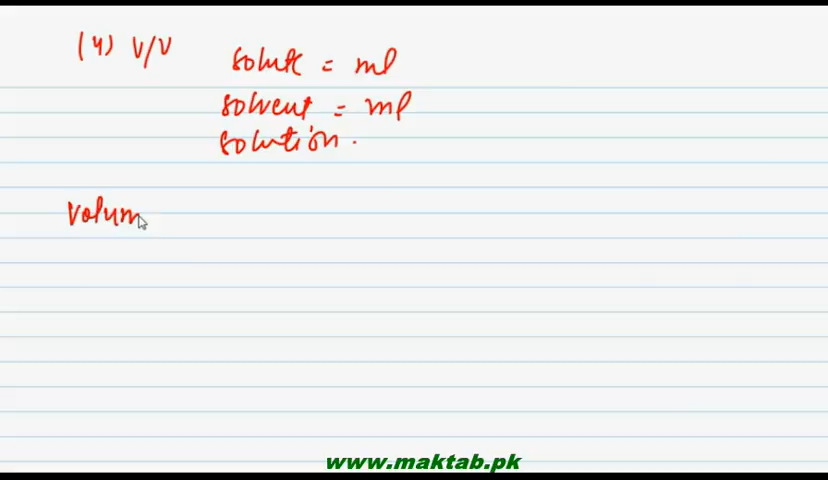 (4) V/V
solute = ml
solvent = ml
solution.
Volum
www.maktab.pk